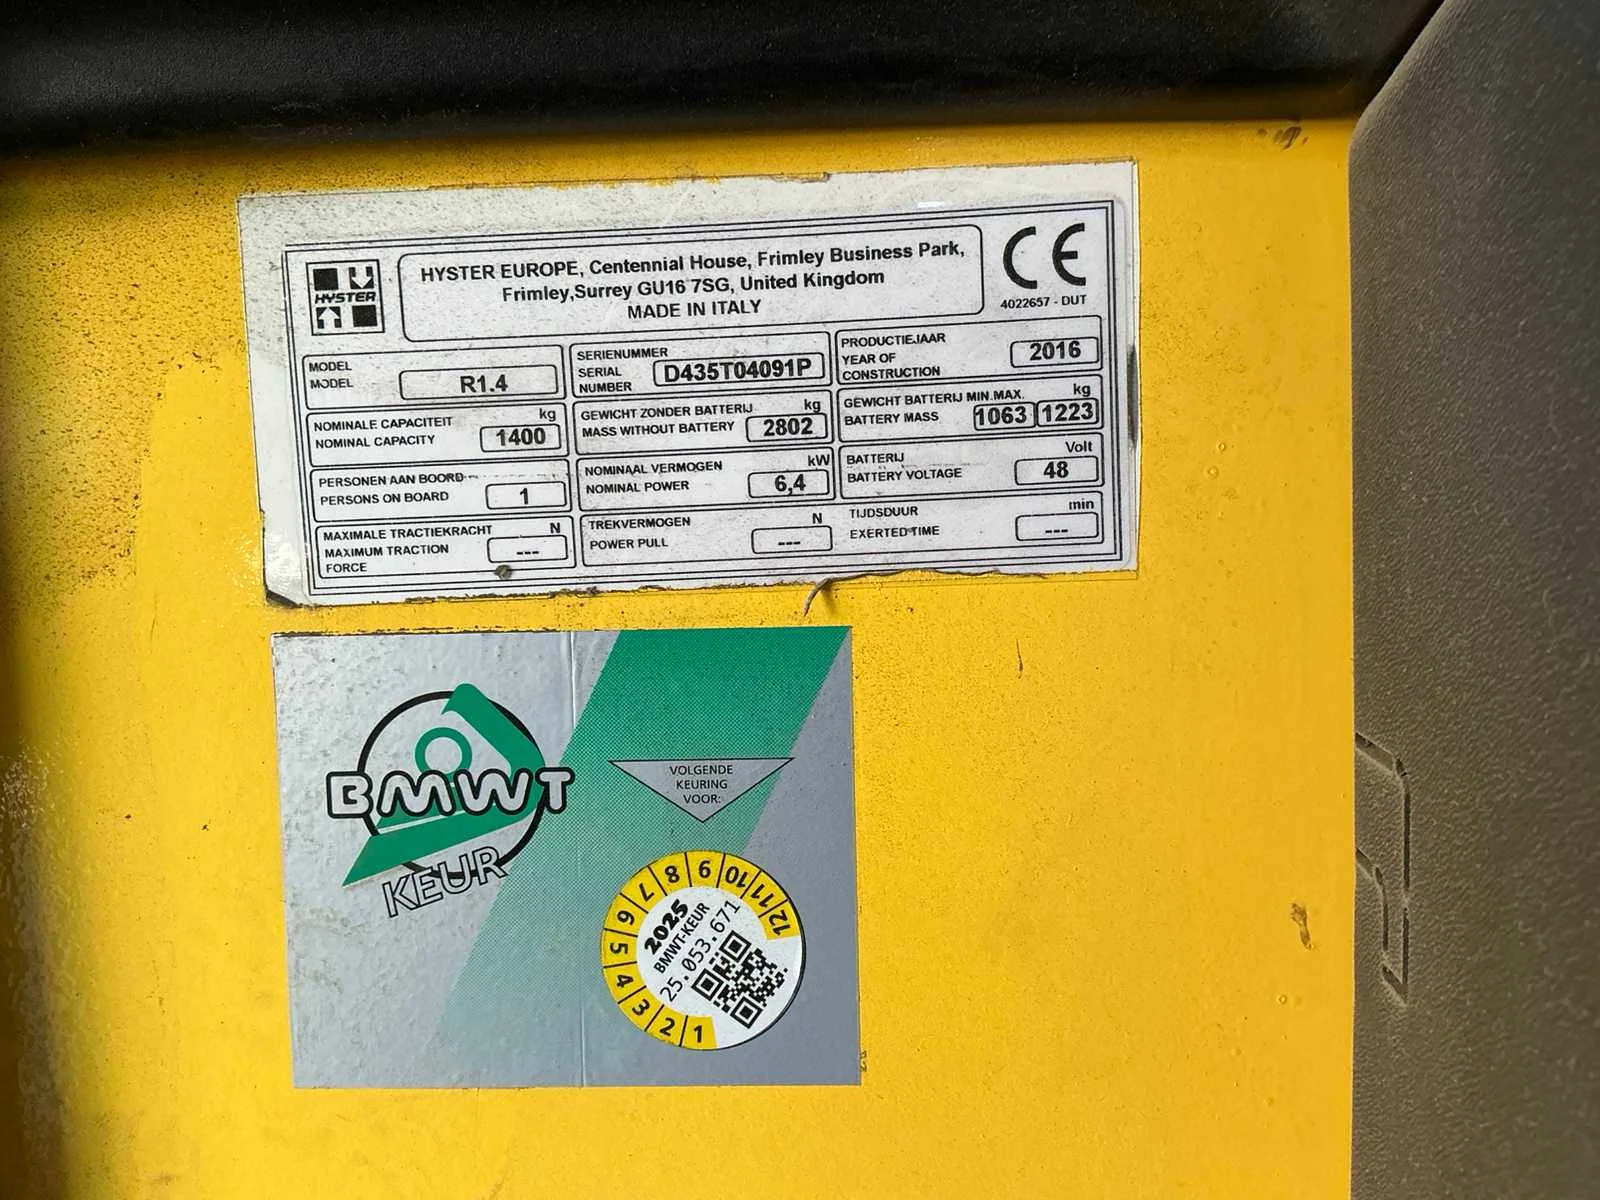 HYSTER
HYSTER EUROPE, Centennial House, Frimley Business Park,
Frimley,Surrey GU16 7SG, United Kingdom
MADE IN ITALY
CE
4022657 - DUT
MODEL
MODEL
R1.4
SERIENUMMER
SERIAL
NUMBER
D435T04091P
PRODUCTIEJAAR
YEAR OF
CONSTRUCTION
2016
NOMINALE CAPACITEIT kg
NOMINAL CAPACITY 1400
GEWICHT ZONDER BATTERIJ kg
MASS WITHOUT BATTERY 2802
GEWICHT BATTERIJ MIN.MAX. kg
BATTERY MASS 1063 1223
PERSONEN AAN BOORD
PERSONS ON BOARD 1
NOMINAAL VERMOGEN kW
NOMINAL POWER 6,4
BATTERIJ Volt
BATTERY VOLTAGE 48
MAXIMALE TRACTIEKRACHT N
MAXIMUM TRACTION ---
FORCE
TREKVERMOGEN N
POWER PULL ---
TIJDSDUUR min
EXERTED TIME ---
BMWT
KEUR
VOLGENDE
KEURING
VOOR:
1 2 3 4 5 6 7 8 9 10 11 12
2025
BMWT-KEUR
25.053.671